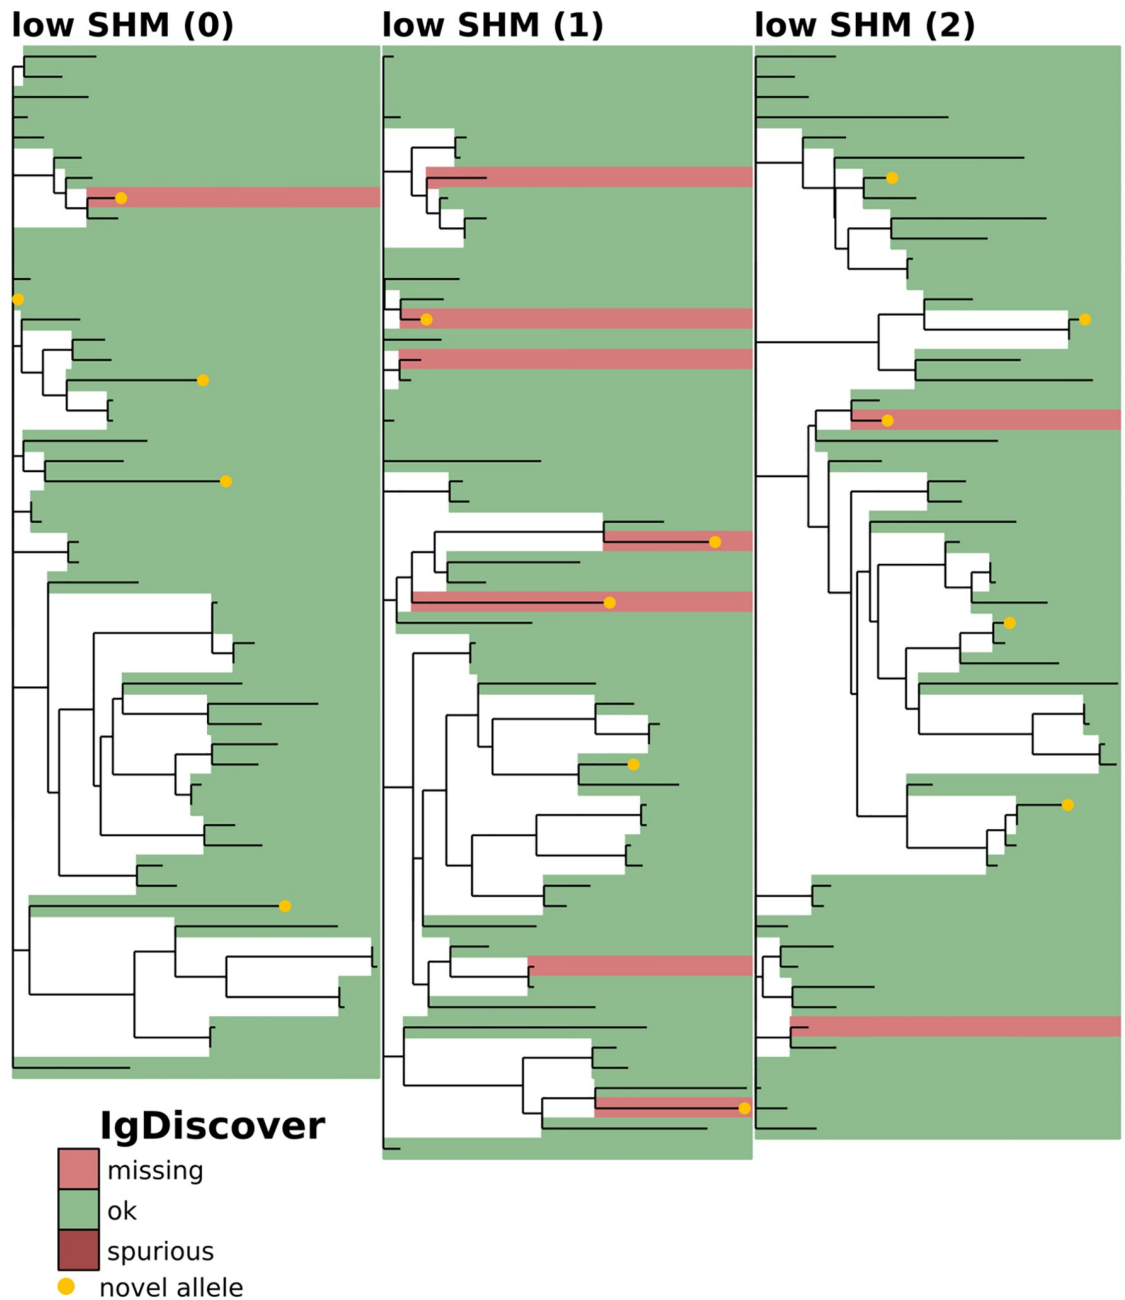 low SHM (0)
low SHM (1)
low SHM (2)
IgDiscover
missing
ok
spurious
novel allele